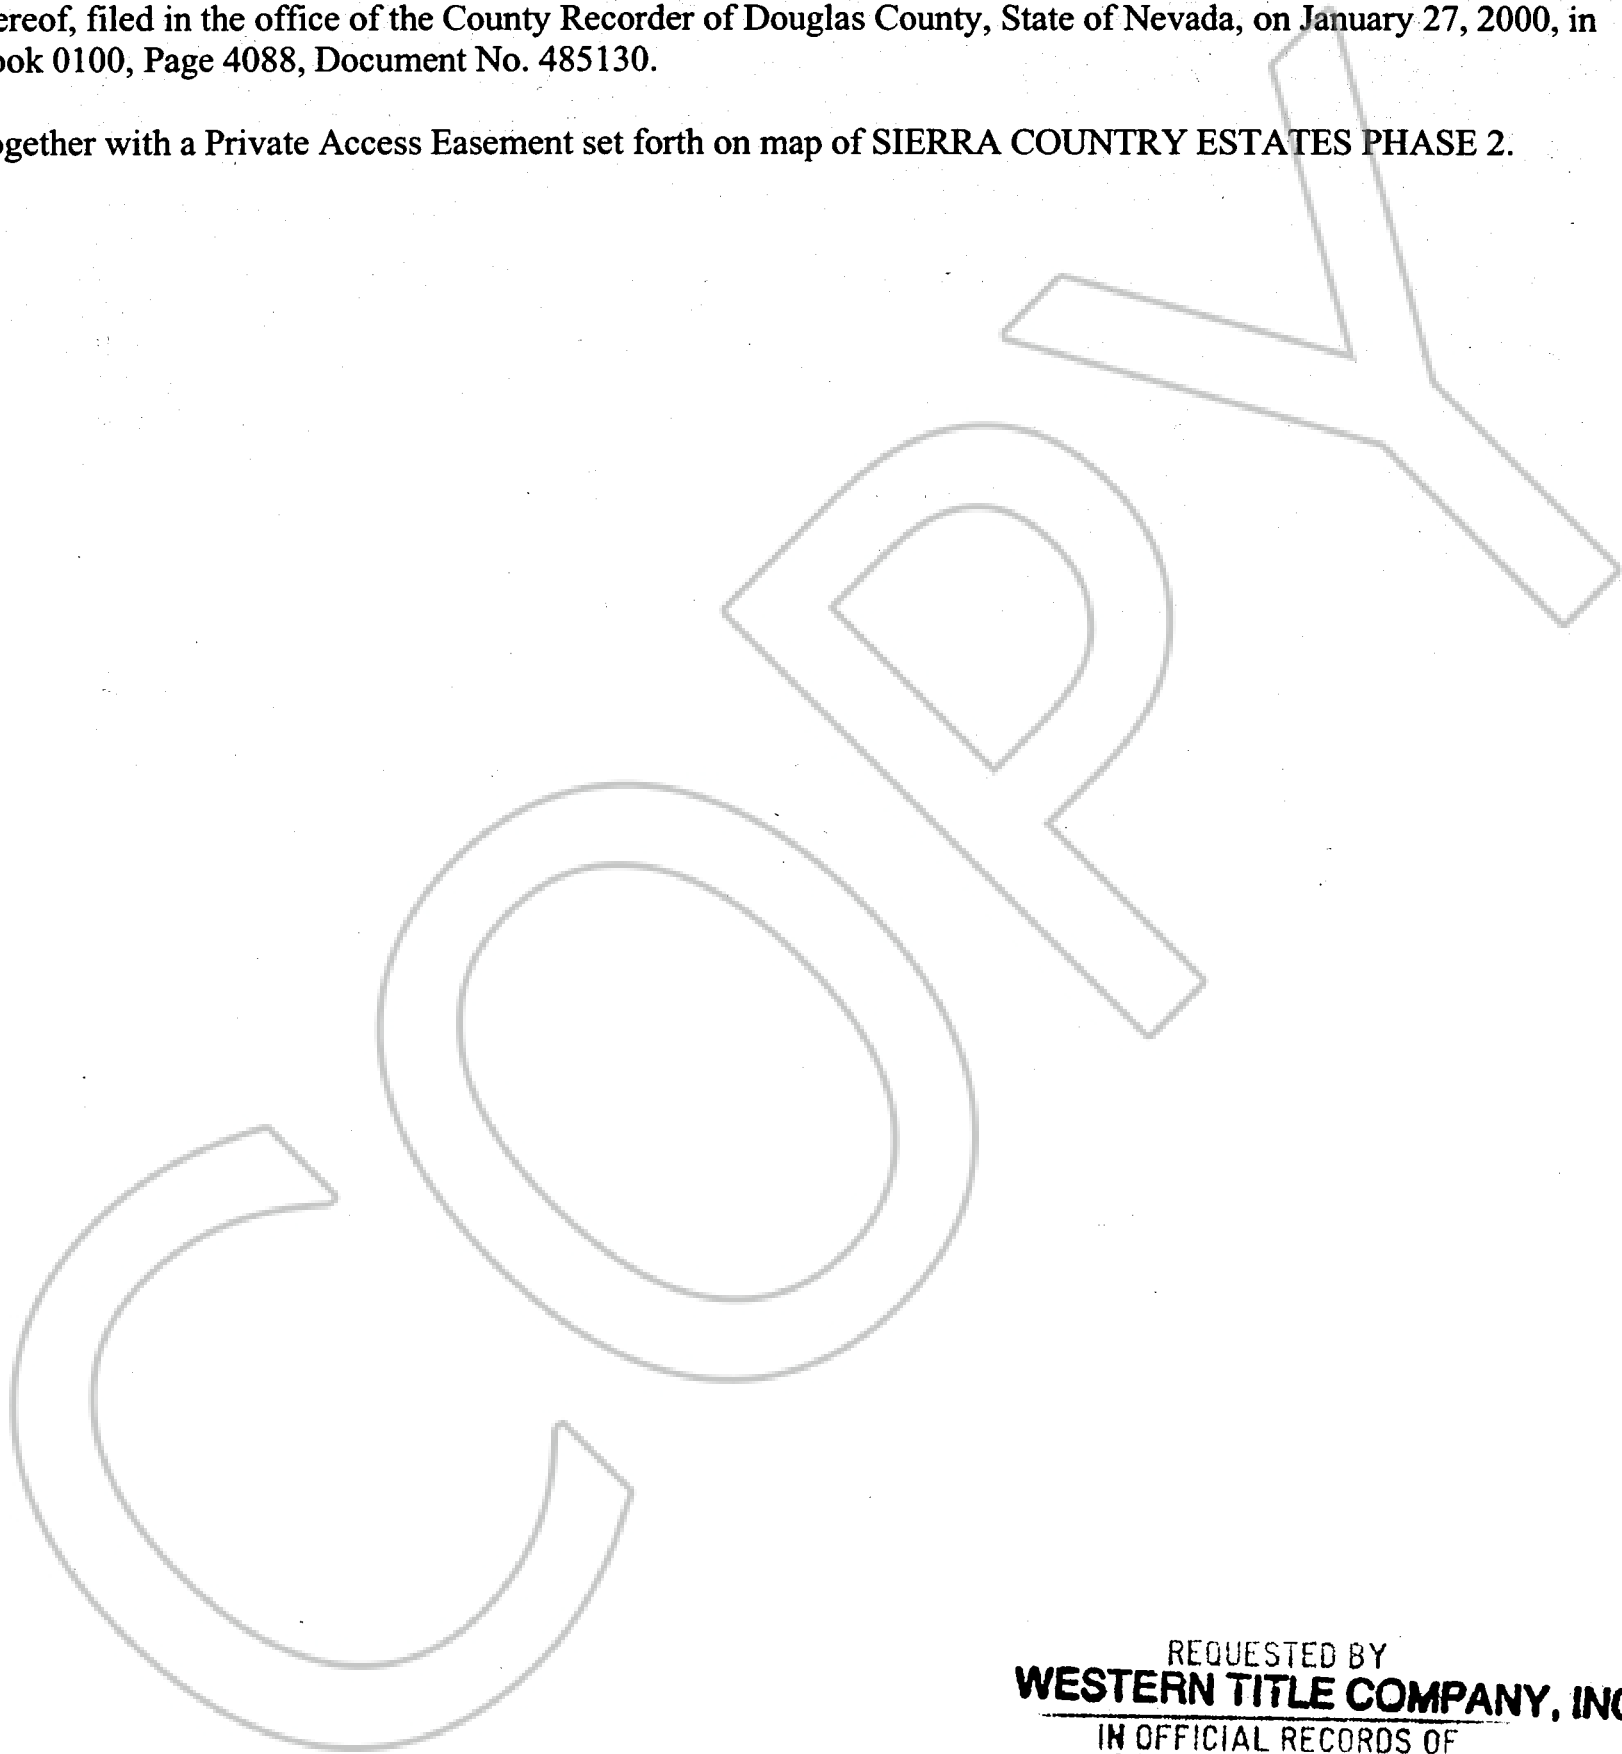 ereof, filed in the office of the County Recorder of Douglas County, State of Nevada, on January 27, 2000, in
ook 0100, Page 4088, Document No. 485130.
ogether with a Private Access Easement set forth on map of SIERRA COUNTRY ESTATES PHASE 2.
COPY
REQUESTED BY
WESTERN TITLE COMPANY, INC
IN OFFICIAL RECORDS OF